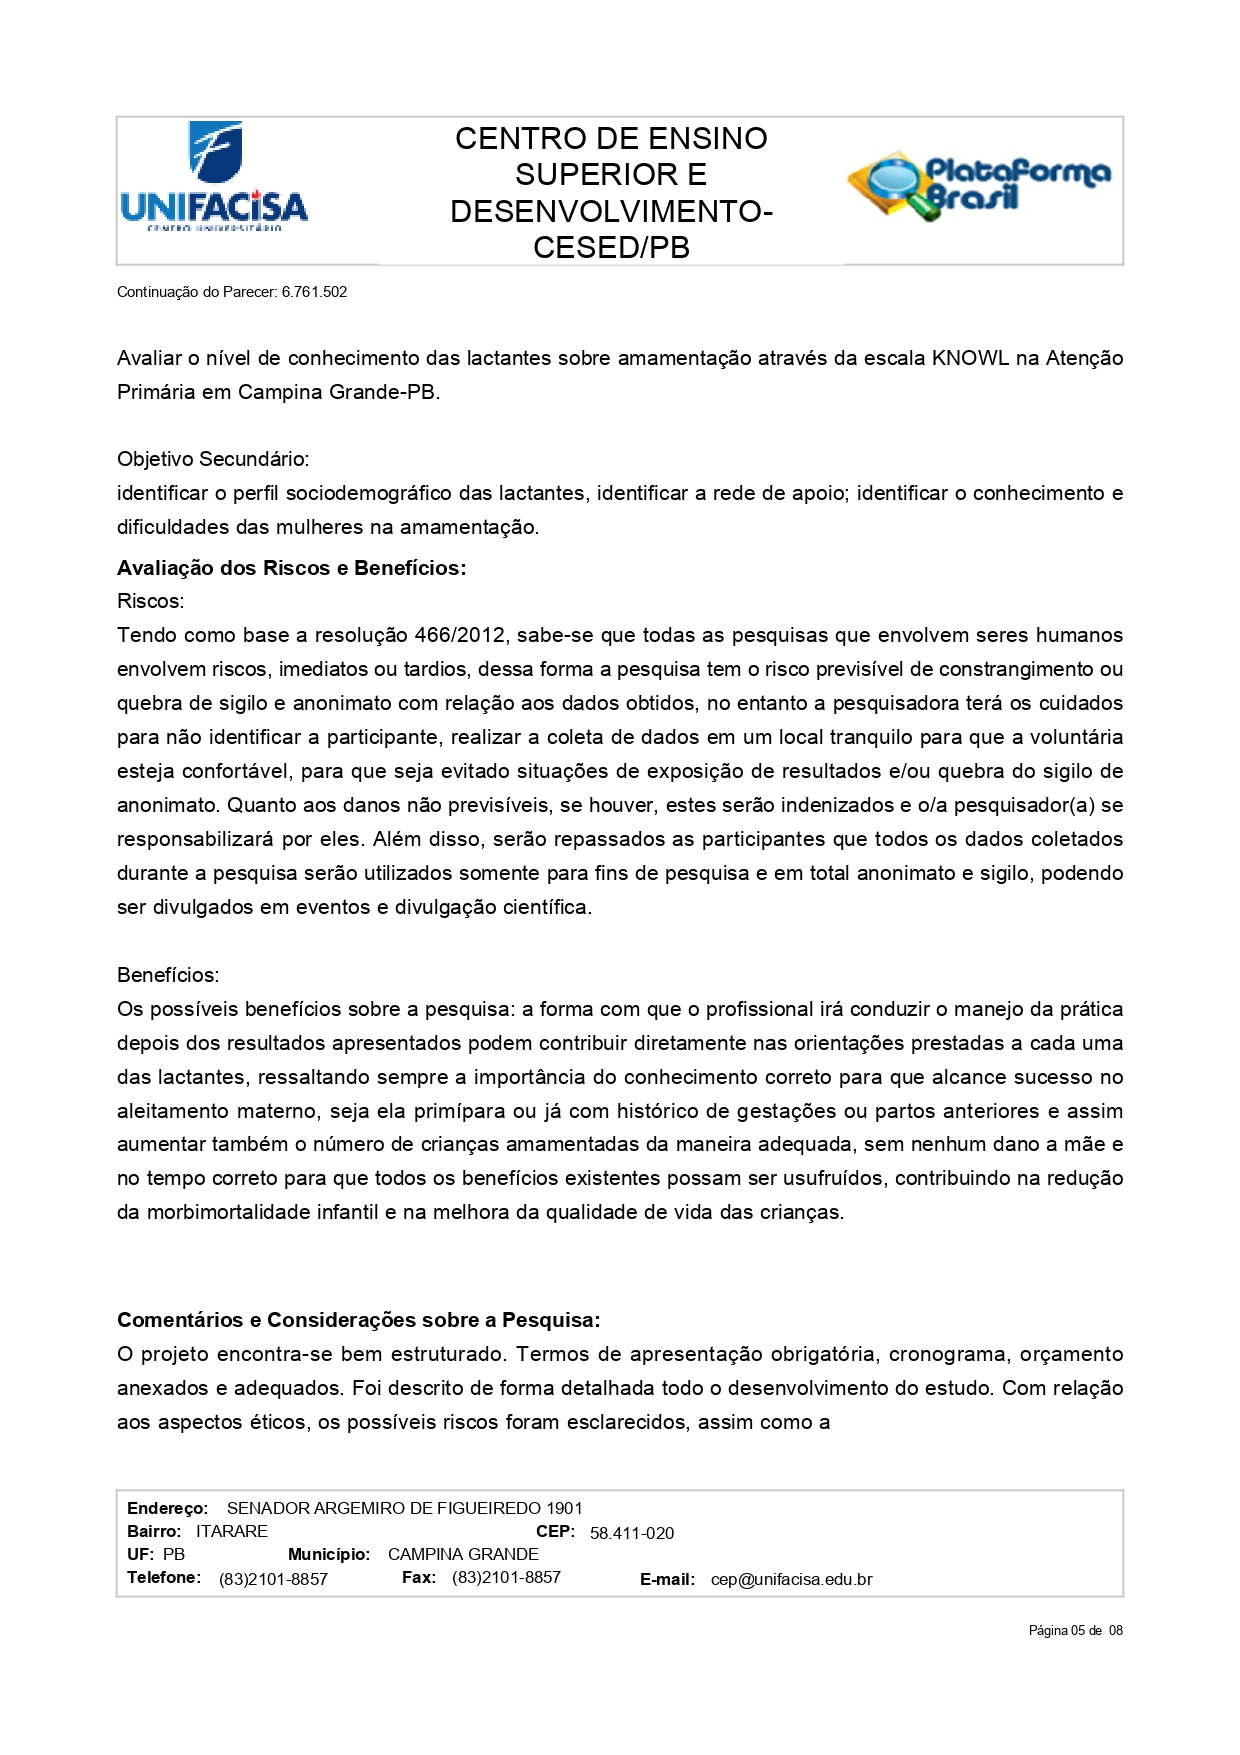 UNIFACISA
CENTRO UNIVERSITÁRIO
CENTRO DE ENSINO
SUPERIOR E
DESENVOLVIMENTO-
CESED/PB
Plataforma
Brasil
Continuação do Parecer: 6.761.502
Avaliar o nível de conhecimento das lactantes sobre amamentação através da escala KNOWL na Atenção
Primária em Campina Grande-PB.
Objetivo Secundário:
identificar o perfil sociodemográfico das lactantes, identificar a rede de apoio; identificar o conhecimento e
dificuldades das mulheres na amamentação.
Avaliação dos Riscos e Benefícios:
Riscos:
Tendo como base a resolução 466/2012, sabe-se que todas as pesquisas que envolvem seres humanos
envolvem riscos, imediatos ou tardios, dessa forma a pesquisa tem o risco previsível de constrangimento ou
quebra de sigilo e anonimato com relação aos dados obtidos, no entanto a pesquisadora terá os cuidados
para não identificar a participante, realizar a coleta de dados em um local tranquilo para que a voluntária
esteja confortável, para que seja evitado situações de exposição de resultados e/ou quebra do sigilo de
anonimato. Quanto aos danos não previsíveis, se houver, estes serão indenizados e o/a pesquisador(a) se
responsabilizará por eles. Além disso, serão repassados as participantes que todos os dados coletados
durante a pesquisa serão utilizados somente para fins de pesquisa e em total anonimato e sigilo, podendo
ser divulgados em eventos e divulgação científica.
Benefícios:
Os possíveis benefícios sobre a pesquisa: a forma com que o profissional irá conduzir o manejo da prática
depois dos resultados apresentados podem contribuir diretamente nas orientações prestadas a cada uma
das lactantes, ressaltando sempre a importância do conhecimento correto para que alcance sucesso no
aleitamento materno, seja ela primípara ou já com histórico de gestações ou partos anteriores e assim
aumentar também o número de crianças amamentadas da maneira adequada, sem nenhum dano a mãe e
no tempo correto para que todos os benefícios existentes possam ser usufruídos, contribuindo na redução
da morbimortalidade infantil e na melhora da qualidade de vida das crianças.
Comentários e Considerações sobre a Pesquisa:
O projeto encontra-se bem estruturado. Termos de apresentação obrigatória, cronograma, orçamento
anexados e adequados. Foi descrito de forma detalhada todo o desenvolvimento do estudo. Com relação
aos aspectos éticos, os possíveis riscos foram esclarecidos, assim como a
Endereço: SENADOR ARGEMIRO DE FIGUEIREDO 1901
Bairro: ITARARE CEP: 58.411-020
UF: PB Município: CAMPINA GRANDE
Telefone: (83)2101-8857 Fax: (83)2101-8857 E-mail: cep@unifacisa.edu.br
Página 05 de 08